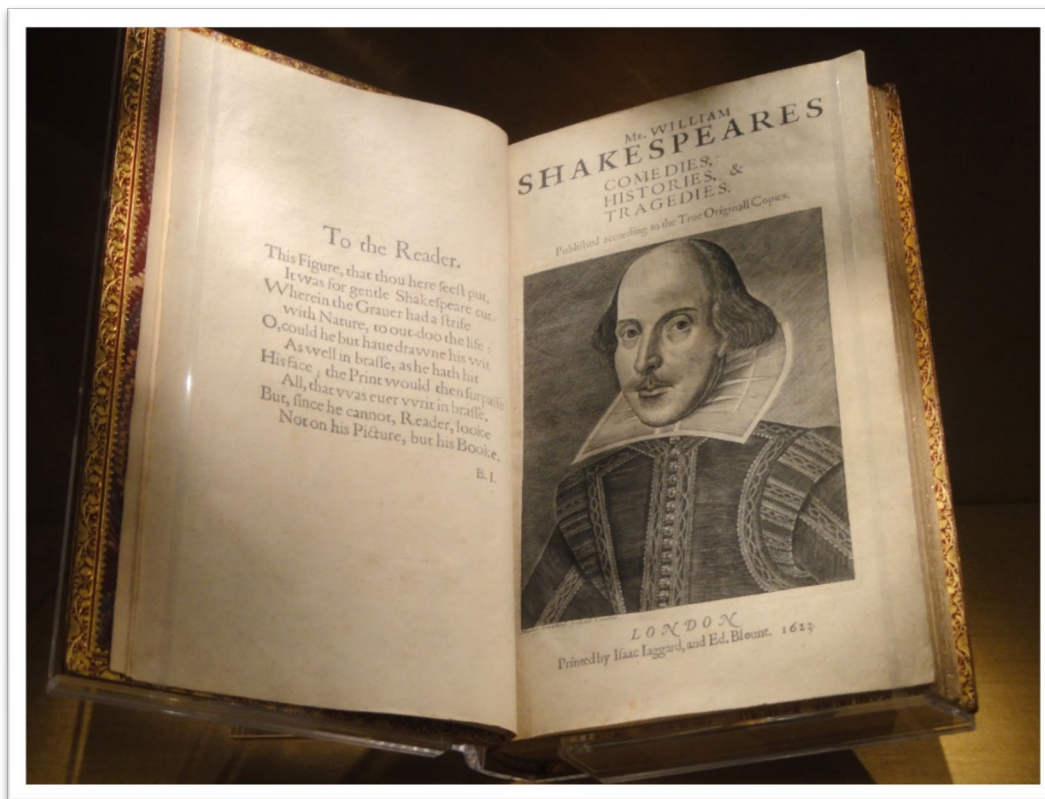 To the Reader.
This Figure, that thou here ſeeſt put,
It was for gentle Shakeſpeare cut:
Wherein the Grauer had a ſtrife
with Nature, to out-doo the life :
O, could he but haue drawne his wit
As well in braſſe, as he hath hit
His face ; the Print would then ſurpaſſe
All, that vvas euer vvrit in braſſe.
But, ſince he cannot, Reader, looke
Not on his Picture, but his Booke.
B. I.
Mr. WILLIAM
SHAKESPEARES
COMEDIES,
HISTORIES, &
TRAGEDIES.
Publiſhed according to the True Originall Copies.
LONDON
Printed by Iſaac Iaggard, and Ed. Blount. 1623.